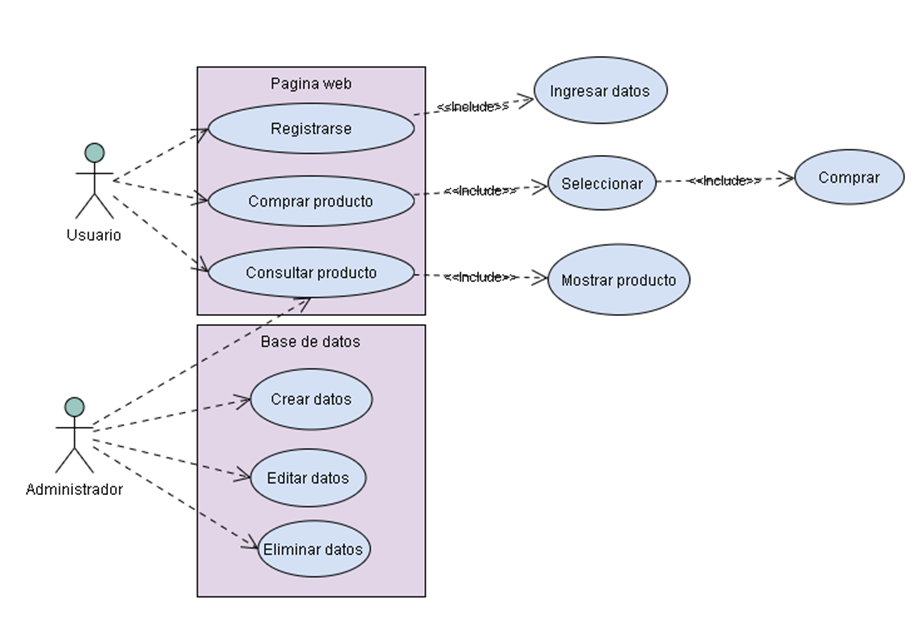 Pagina web
Registrarse
<<Include>>
Ingresar datos
Usuario
Comprar producto
<<Include>>
Seleccionar
<<Include>>
Comprar
Consultar producto
<<Include>>
Mostrar producto
Base de datos
Crear datos
Administrador
Editar datos
Eliminar datos